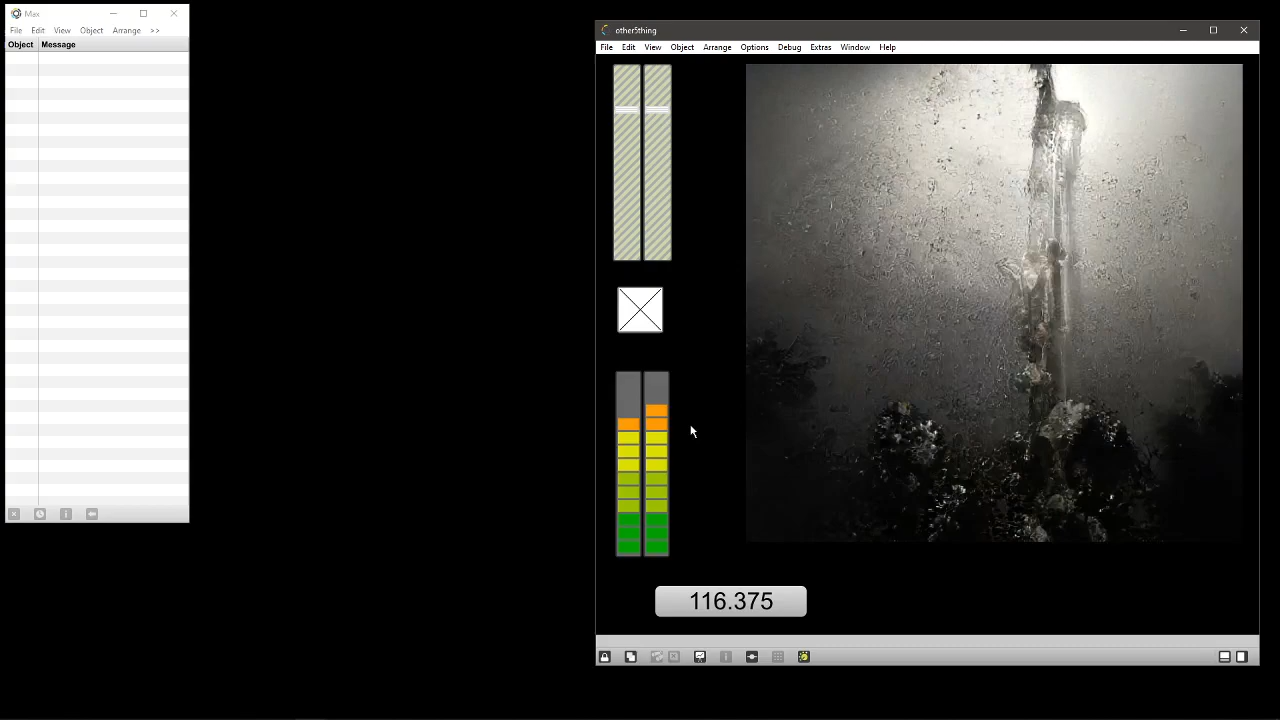 Max
File Edit View Object Arrange >>
Object Message
other5thing
File Edit View Object Arrange Options Debug Extras Window Help
116.375